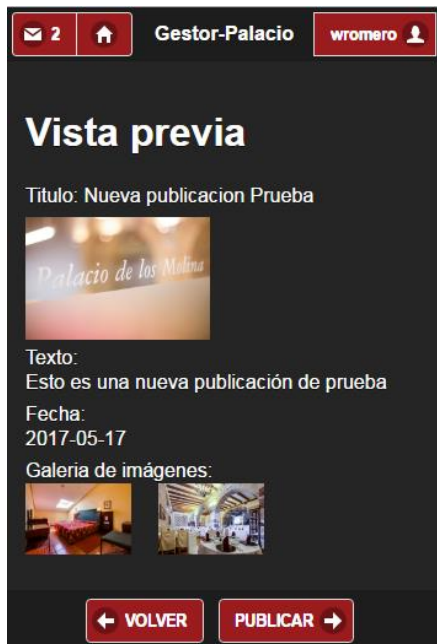 2
Gestor-Palacio
wromero
Vista previa
Titulo: Nueva publicacion Prueba
Palacio de los Molina
Texto:
Esto es una nueva publicación de prueba
Fecha:
2017-05-17
Galeria de imágenes:
VOLVER
PUBLICAR